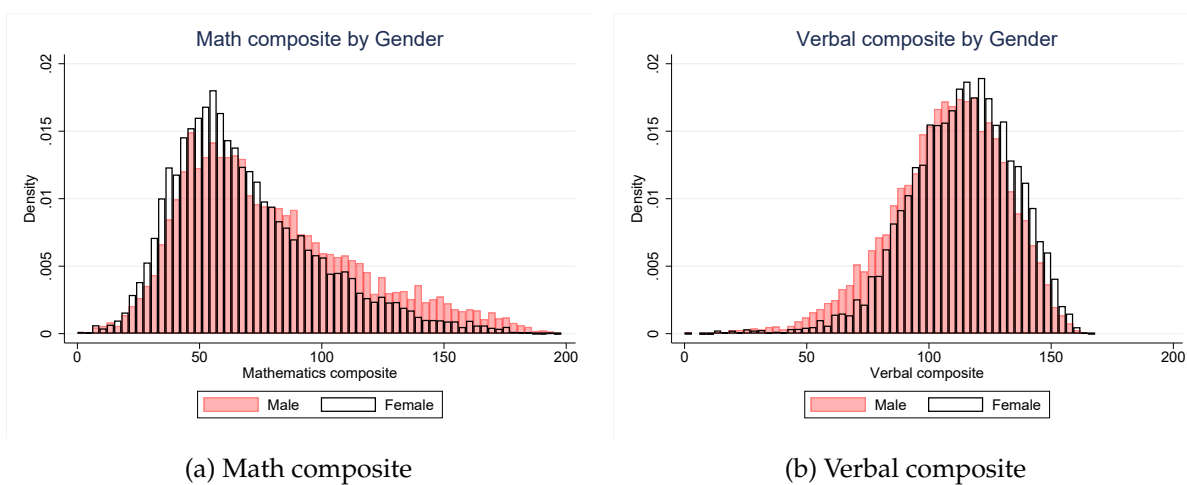 Math composite by Gender
.02
.015
.01
.005
0
Density
0 50 100 150 200
Mathematics composite
Male Female
(a) Math composite
Verbal composite by Gender
.02
.015
.01
.005
0
Density
0 50 100 150 200
Verbal composite
Male Female
(b) Verbal composite